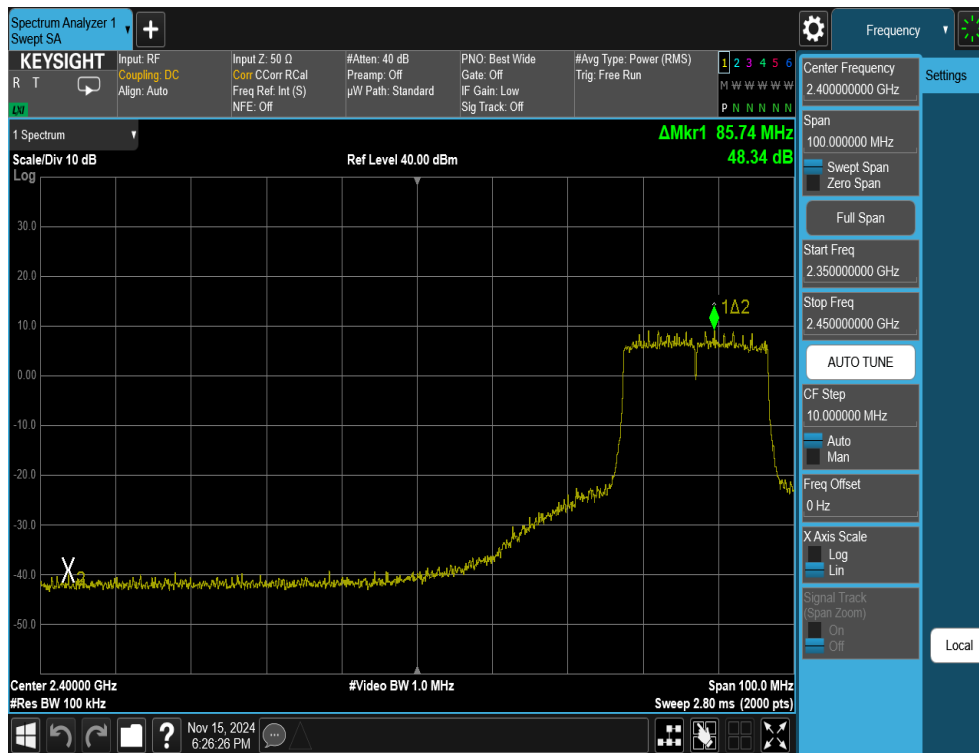 Spectrum Analyzer 1
Swept SA
+
Frequency
KEYSIGHT
R T
LXI
Input: RF
Coupling: DC
Align: Auto
Input Z: 50 Ω
Corr CCorr RCal
Freq Ref: Int (S)
NFE: Off
#Atten: 40 dB
Preamp: Off
µW Path: Standard
PNO: Best Wide
Gate: Off
IF Gain: Low
Sig Track: Off
#Avg Type: Power (RMS)
Trig: Free Run
1 2 3 4 5 6
M W W W W W
P N N N N N
1 Spectrum
ΔMkr1 85.74 MHz
48.34 dB
Scale/Div 10 dB
Ref Level 40.00 dBm
Log
30.0
20.0
10.0
0.00
-10.0
-20.0
-30.0
-40.0
-50.0
1Δ2
X2
Center 2.40000 GHz
#Video BW 1.0 MHz
Span 100.0 MHz
#Res BW 100 kHz
Sweep 2.80 ms (2000 pts)
Center Frequency
2.400000000 GHz
Settings
Span
100.000000 MHz
Swept Span
Zero Span
Full Span
Start Freq
2.350000000 GHz
Stop Freq
2.450000000 GHz
AUTO TUNE
CF Step
10.000000 MHz
Auto
Man
Freq Offset
0 Hz
X Axis Scale
Log
Lin
Signal Track
(Span Zoom)
On
Off
Local
?
Nov 15, 2024
6:26:26 PM